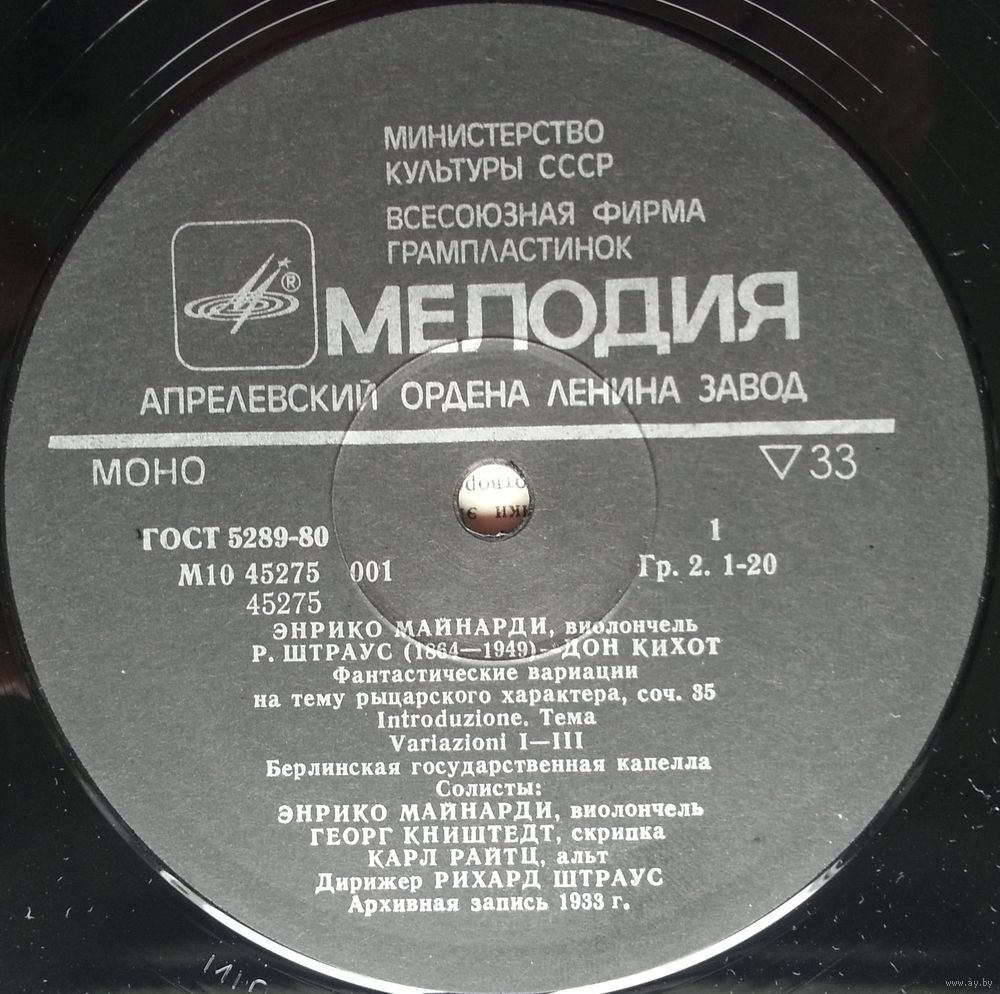 МИНИСТЕРСТВО
КУЛЬТУРЫ СССР
ВСЕСОЮЗНАЯ ФИРМА
ГРАМПЛАСТИНОК
®
МЕЛОДИЯ
АПРЕЛЕВСКИЙ ОРДЕНА ЛЕНИНА ЗАВОД
МОНО ▽33
ГОСТ 5289-80 1
М10 45275 001 Гр. 2. 1-20
45275
ЭНРИКО МАЙНАРДИ, виолончель
Р. ШТРАУС (1864—1949)—ДОН КИХОТ
Фантастические вариации
на тему рыцарского характера, соч. 35
Introduzione. Тема
Variazioni I—III
Берлинская государственная капелла
Солисты:
ЭНРИКО МАЙНАРДИ, виолончель
ГЕОРГ КНИШТЕДТ, скрипка
КАРЛ РАЙТЦ, альт
Дирижер РИХАРД ШТРАУС
Архивная запись 1933 г.
www.ay.by